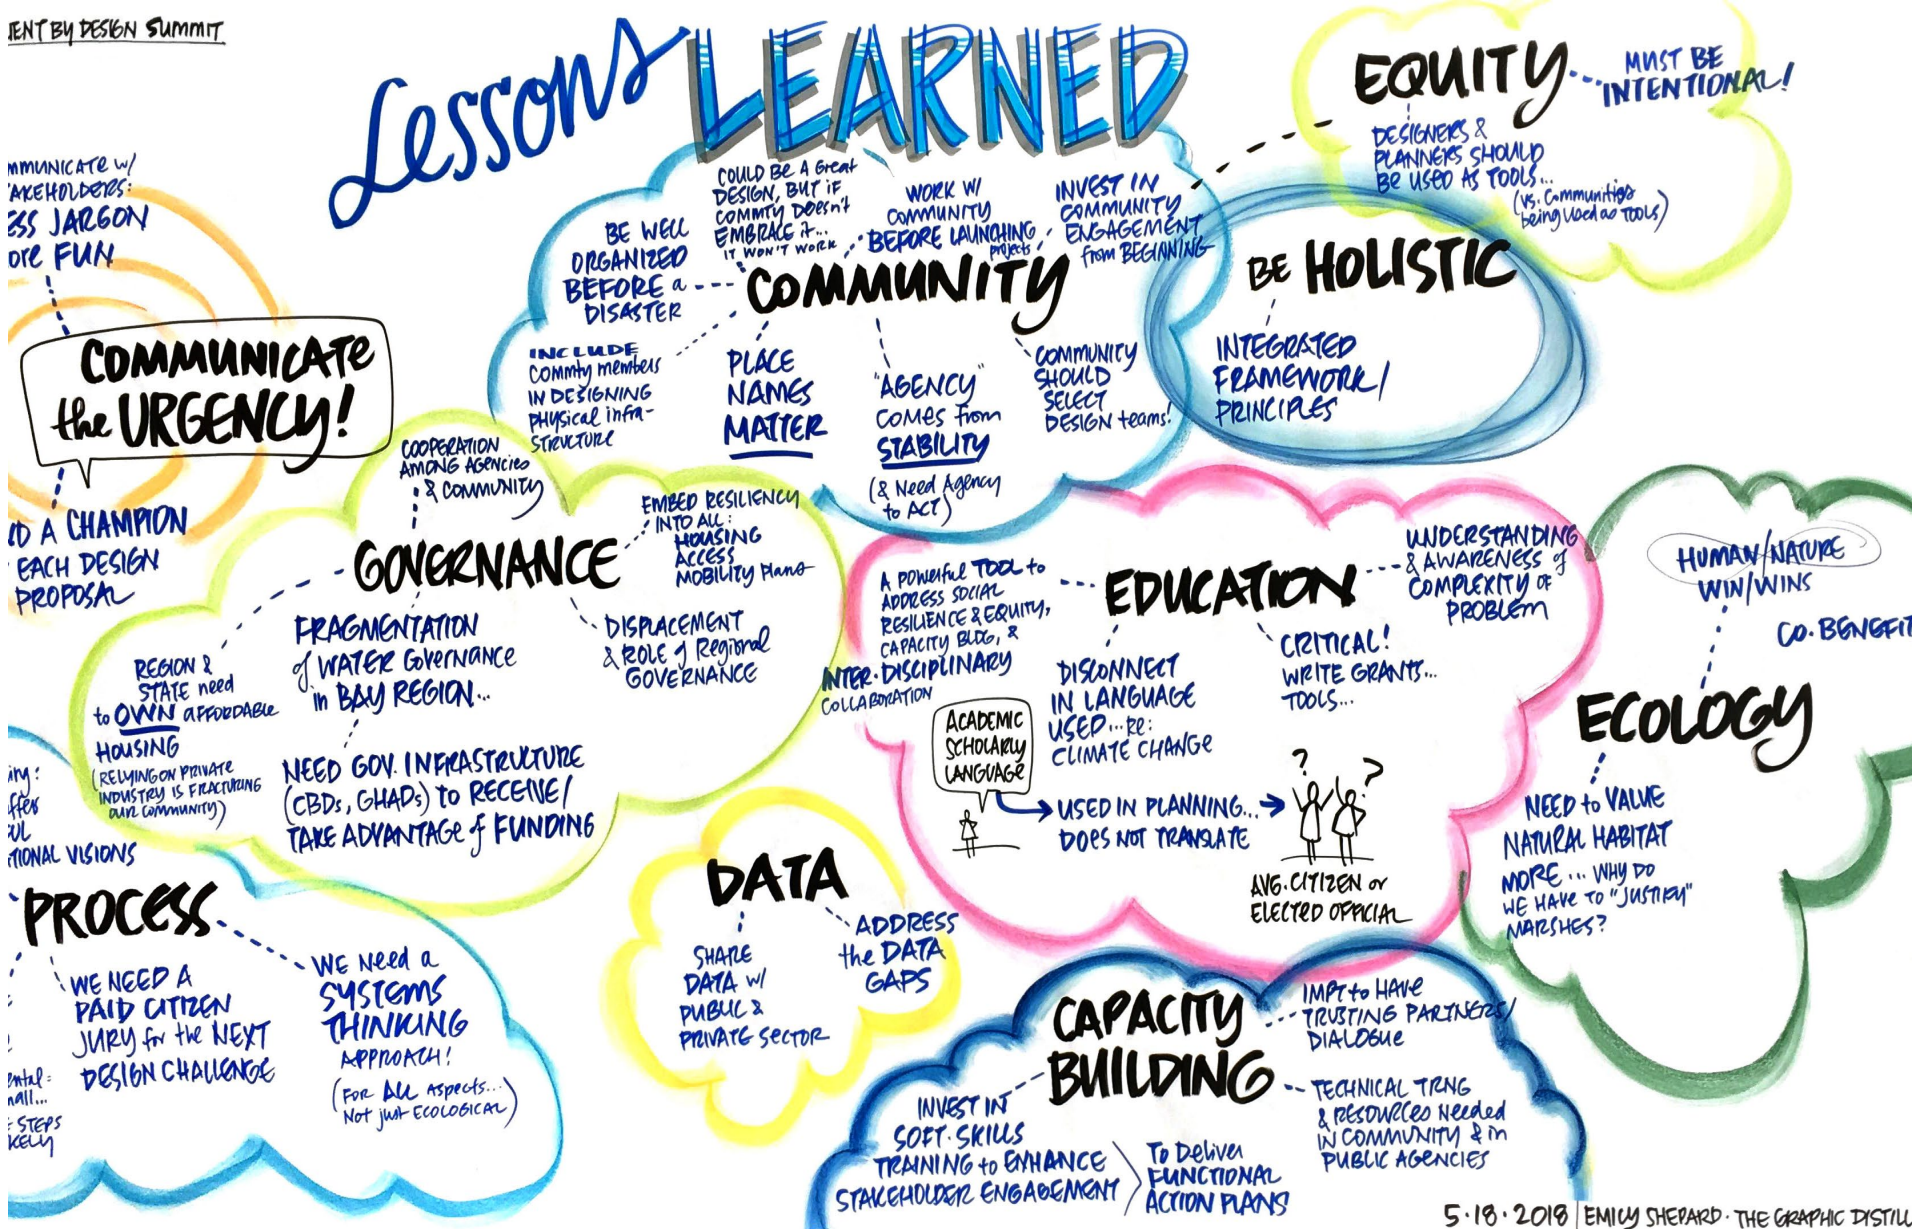 BY DESIGN SUMMIT
Lessons LEARNED
EQUITY
MUST BE
INTENTIONAL!
DESIGNERS &
PLANNERS SHOULD
BE USED AS TOOLS...
(vs. Communities
being used as TOOLS)
BE HOLISTIC
INTEGRATED
FRAMEWORK/
PRINCIPLES
COMMUNITY
BE WELL
ORGANIZED
BEFORE a
DISASTER
COULD BE A Great
DESIGN, BUT if
COMMTY DOESn't
EMBRACE it...
IT WON'T WORK
WORK W/
COMMUNITY
BEFORE LAUNCHING
projects
INVEST IN
COMMUNITY
ENGAGEMENT
from BEGINNING
INCLUDE
Commty members
IN DESIGNING
physical infra-
STRUCTURE
PLACE
NAMES
MATTER
"AGENCY"
COMES from
STABILITY
(& Need Agency
to ACT)
COMMUNITY
SHOULD
SELECT
DESIGN teams!
W/
JARGON
FUN
COMMUNICATE
the URGENCY!
A CHAMPION
EACH DESIGN
PROPOSAL
GOVERNANCE
COOPERATION
AMONG Agencies
& COMMUNITY
EMBED RESILIENCY
INTO ALL:
HOUSING
ACCESS
MOBILITY Plans
FRAGMENTATION
of WATER Governance
in BAY REGION...
DISPLACEMENT
& ROLE of Regional
GOVERNANCE
REGION &
STATE need
to OWN AFFORDABLE
HOUSING
(RELYING ON PRIVATE
INDUSTRY IS FRACTURING
OUR COMMUNITY)
NEED GOV. INFRASTRUCTURE
(CBDs, GHADs) to RECEIVE/
TAKE ADVANTAGE of FUNDING
EDUCATION
A Powerful TOOL to
ADDRESS SOCIAL
RESILIENCE & EQUITY,
CAPACITY BLDG, &
INTER·DISCIPLINARY
COLLABORATION
UNDERSTANDING
& AWARENESS of
COMPLEXITY OF
PROBLEM
DISCONNECT
IN LANGUAGE
USED...Re:
CLIMATE CHANGE
CRITICAL!
WRITE GRANTS...
TOOLS...
ACADEMIC
SCHOLARLY
LANGUAGE
USED IN PLANNING...
DOES NOT TRANSLATE
? ?
AVG. CITIZEN or
ELECTED OFFICIAL
HUMAN/NATURE
WIN/WINS
ECOLOGY
NEED to VALUE
NATURAL HABITAT
MORE... WHY DO
WE HAVE TO "JUSTIFY"
MARSHES?
VISIONS
PROCESS
WE NEED A
PAID CITIZEN
JURY for the NEXT
DESIGN CHALLENGE
WE Need a
SYSTEMS
THINKING
APPROACH!
(For ALL Aspects...
Not just ECOLOGICAL)
STEPS
DATA
SHARE
DATA w/
PUBLIC &
PRIVATE SECTOR
ADDRESS
the DATA
GAPS
CAPACITY
BUILDING
IMPT to HAVE
TRUSTING PARTNERS/
DIALOGUE
TECHNICAL TRNG
& RESOURCES Needed
IN COMMUNITY & in
PUBLIC AGENCIES
INVEST IN
SOFT·SKILLS
TRAINING to ENHANCE
STAKEHOLDER ENGAGEMENT
To Deliver
FUNCTIONAL
ACTION PLANS
5·18·2018 | EMILY SHEPARD · THE GRAPHIC